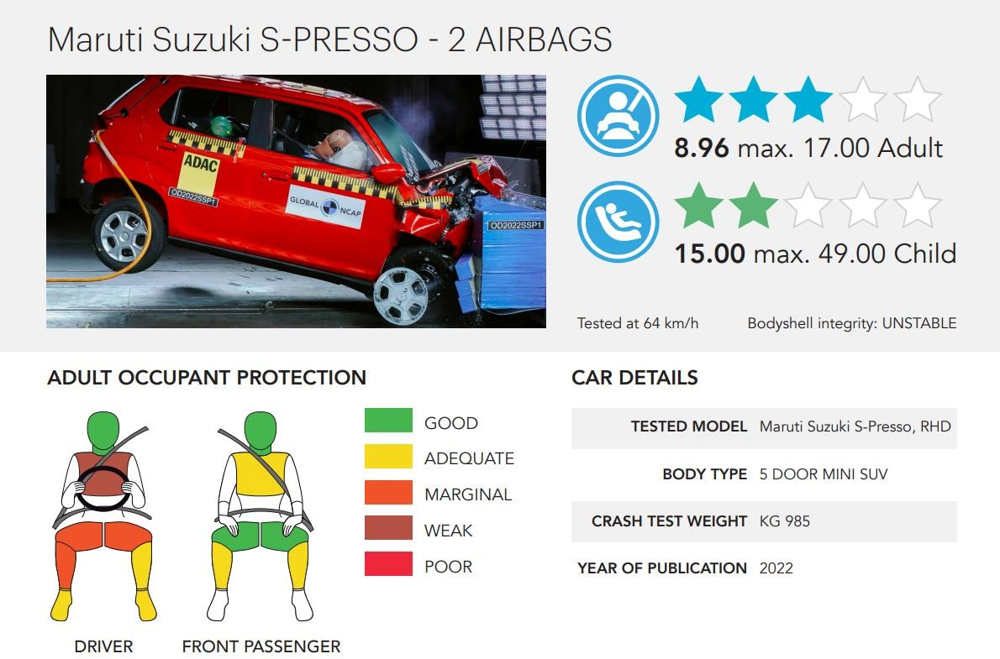 Maruti Suzuki S-PRESSO - 2 AIRBAGS
ADAC
OD2022SSP1
GLOBAL NCAP
OD2022SSP1
8.96 max. 17.00 Adult
15.00 max. 49.00 Child
Tested at 64 km/h
Bodyshell integrity: UNSTABLE
ADULT OCCUPANT PROTECTION
GOOD
ADEQUATE
MARGINAL
WEAK
POOR
DRIVER
FRONT PASSENGER
CAR DETAILS
TESTED MODEL Maruti Suzuki S-Presso, RHD
BODY TYPE 5 DOOR MINI SUV
CRASH TEST WEIGHT KG 985
YEAR OF PUBLICATION 2022